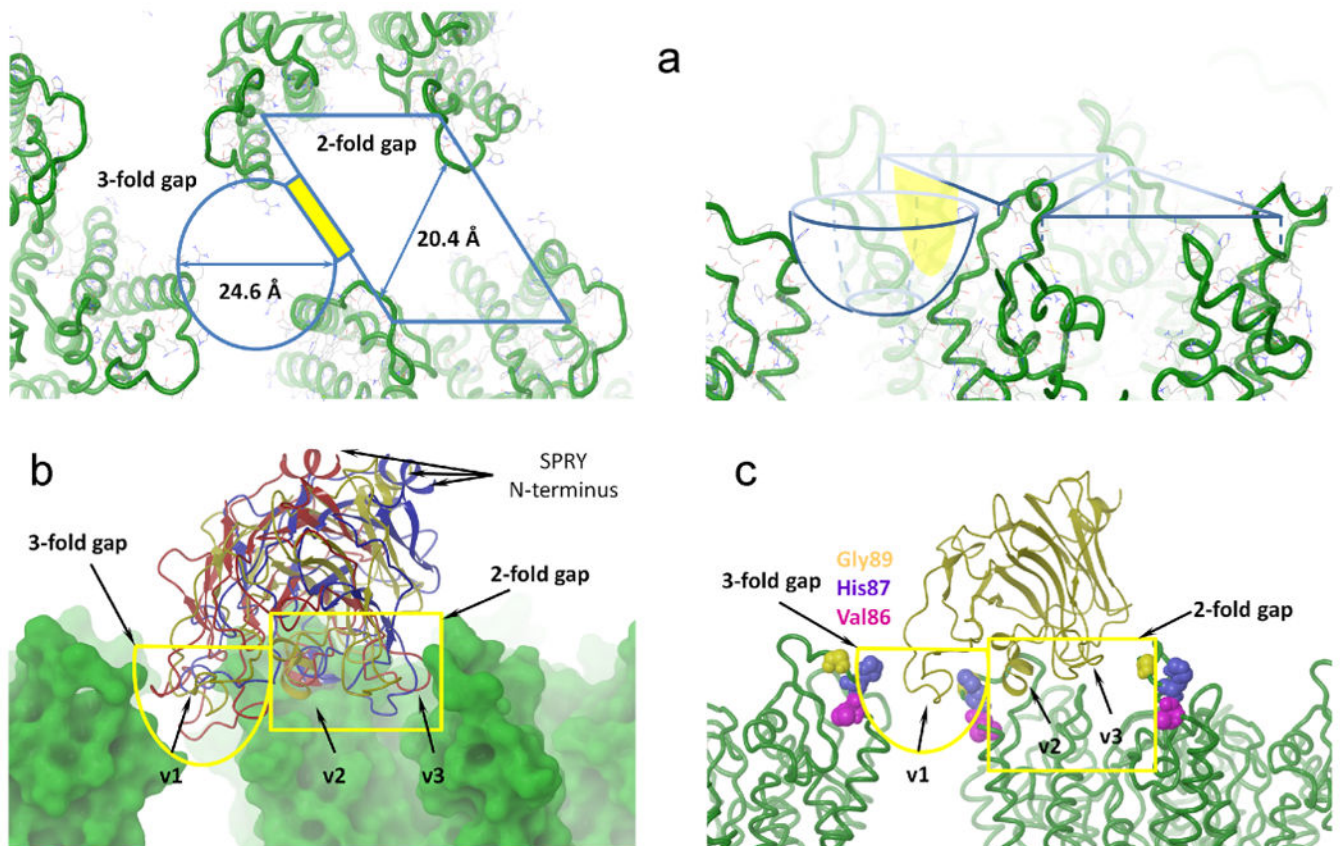 a
2-fold gap
3-fold gap
20.4 Å
24.6 Å
b
SPRY
N-terminus
3-fold gap
2-fold gap
v1
v2
v3
c
Gly89
His87
Val86
3-fold gap
2-fold gap
v1
v2
v3